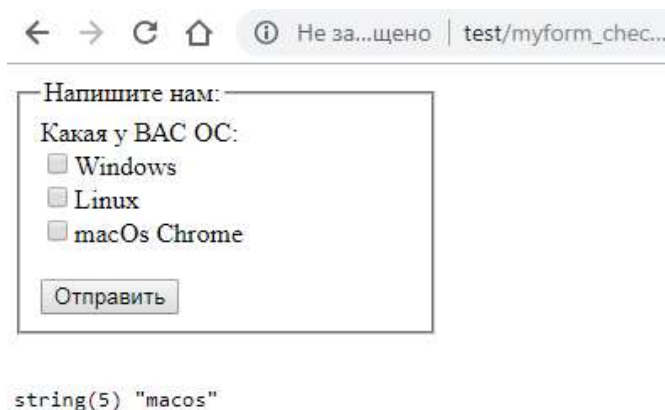 Не за...щено | test/myform_chec...
Напишите нам:
Какая у ВАС ОС:
Windows
Linux
macOs Chrome
Отправить
string(5) "macos"